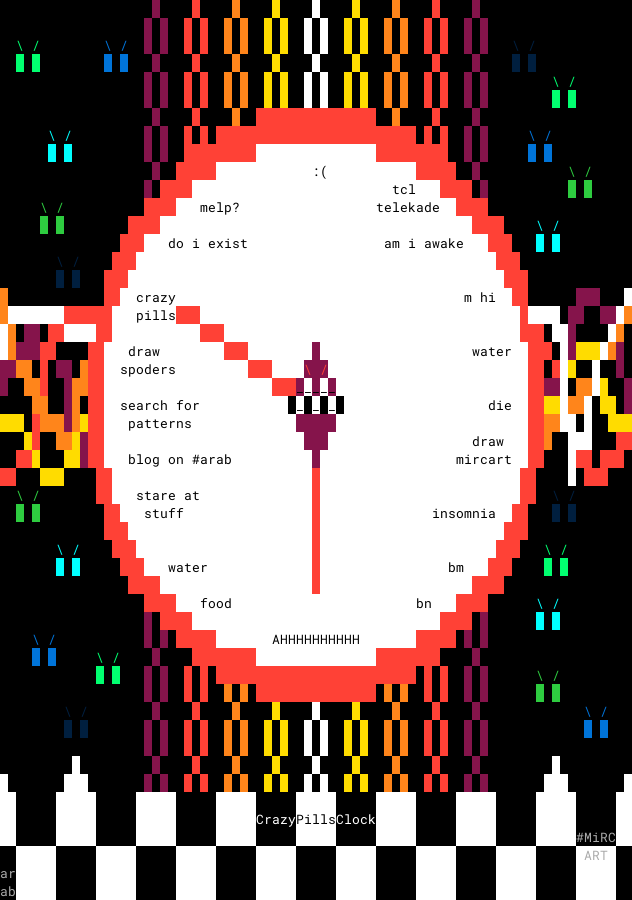 :(
tcl
melp? telekade
do i exist am i awake
crazy m hi
pills
draw water
spoders
search for die
patterns
draw
blog on #arab mircart
stare at
stuff insomnia
water bm
food bn
AHHHHHHHHHH
CrazyPillsClock
#MiRC
ART
ar
ab